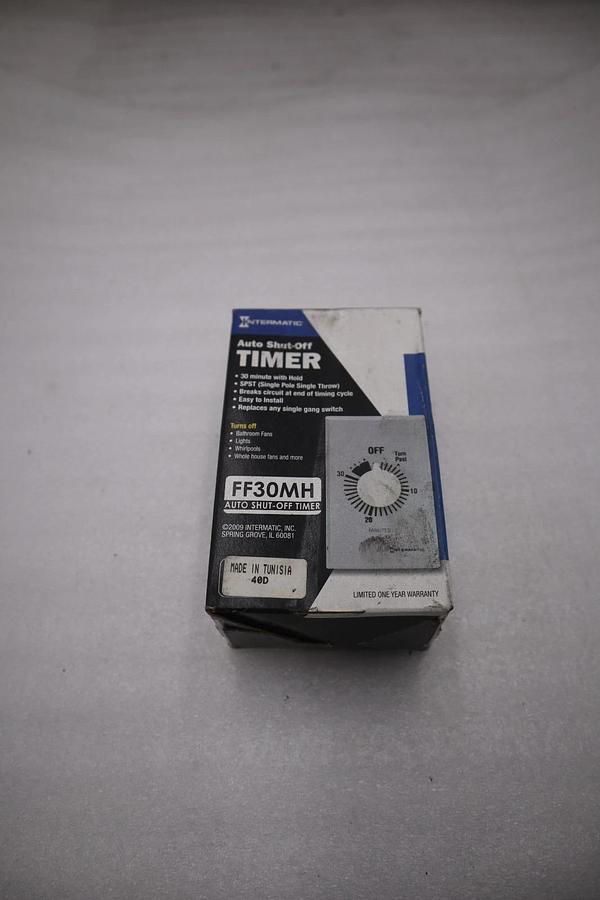 INTERMATIC
Auto Shut-Off
TIMER
• 30 minute with Hold
• SPST (Single Pole Single Throw)
• Breaks circuit at end of timing cycle
• Easy to Install
• Replaces any single gang switch
Turns off
• Bathroom Fans
• Lights
• Whirlpools
• Whole house fans and more
FF30MH
AUTO SHUT-OFF TIMER
©2009 INTERMATIC, INC.
SPRING GROVE, IL 60081
MADE IN TUNISIA
40D
OFF
Turn
Past
30
10
20
MINUTES
INTERMATIC
LIMITED ONE YEAR WARRANTY